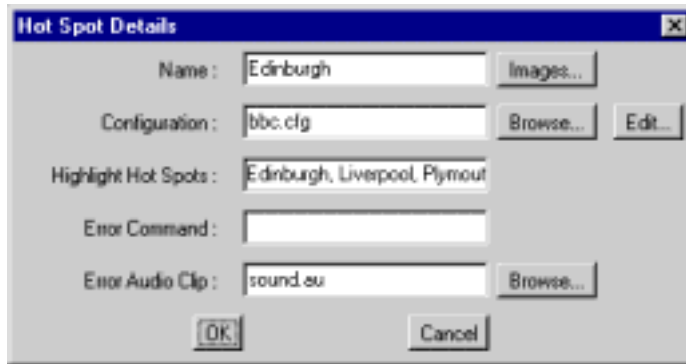 Hot Spot Details
Name : Edinburgh Images...
Configuration : bbc.cfg Browse... Edit...
Highlight Hot Spots : Edinburgh, Liverpool, Plymout
Error Command :
Error Audio Clip : sound.au Browse...
OK Cancel